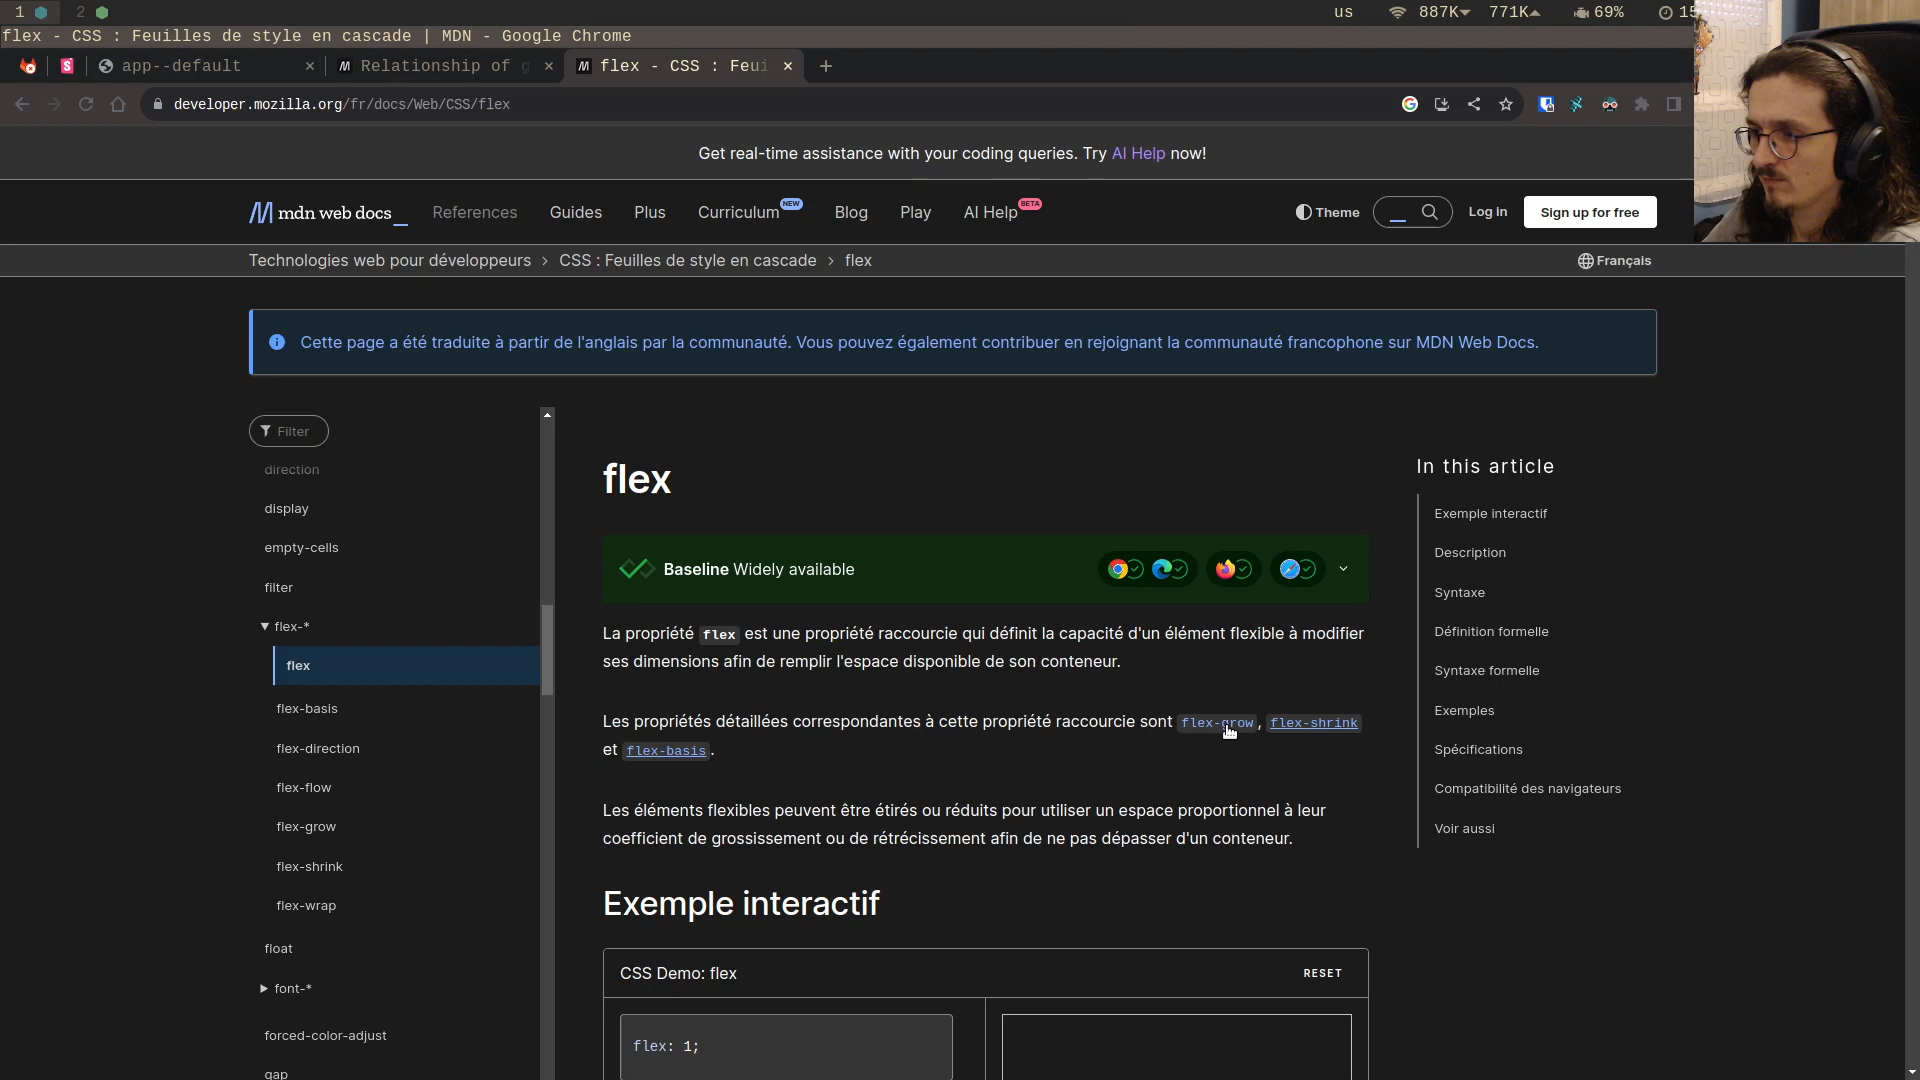 1 2 us 887K 771K 69% 15
flex - CSS : Feuilles de style en cascade | MDN - Google Chrome
app--default Relationship of g flex - CSS : Feui
developer.mozilla.org/fr/docs/Web/CSS/flex
Get real-time assistance with your coding queries. Try AI Help now!
mdn web docs_ References Guides Plus Curriculum NEW Blog Play AI Help BETA Theme Log in Sign up for free
Technologies web pour développeurs > CSS : Feuilles de style en cascade > flex Français
Cette page a été traduite à partir de l'anglais par la communauté. Vous pouvez également contribuer en rejoignant la communauté francophone sur MDN Web Docs.
Filter
direction
display
empty-cells
filter
flex-*
flex
flex-basis
flex-direction
flex-flow
flex-grow
flex-shrink
flex-wrap
float
font-*
forced-color-adjust
gap
flex
Baseline Widely available
La propriété flex est une propriété raccourcie qui définit la capacité d'un élément flexible à modifier
ses dimensions afin de remplir l'espace disponible de son conteneur.
Les propriétés détaillées correspondantes à cette propriété raccourcie sont flex-grow, flex-shrink
et flex-basis.
Les éléments flexibles peuvent être étirés ou réduits pour utiliser un espace proportionnel à leur
coefficient de grossissement ou de rétrécissement afin de ne pas dépasser d'un conteneur.
Exemple interactif
CSS Demo: flex RESET
flex: 1;
In this article
Exemple interactif
Description
Syntaxe
Définition formelle
Syntaxe formelle
Exemples
Spécifications
Compatibilité des navigateurs
Voir aussi